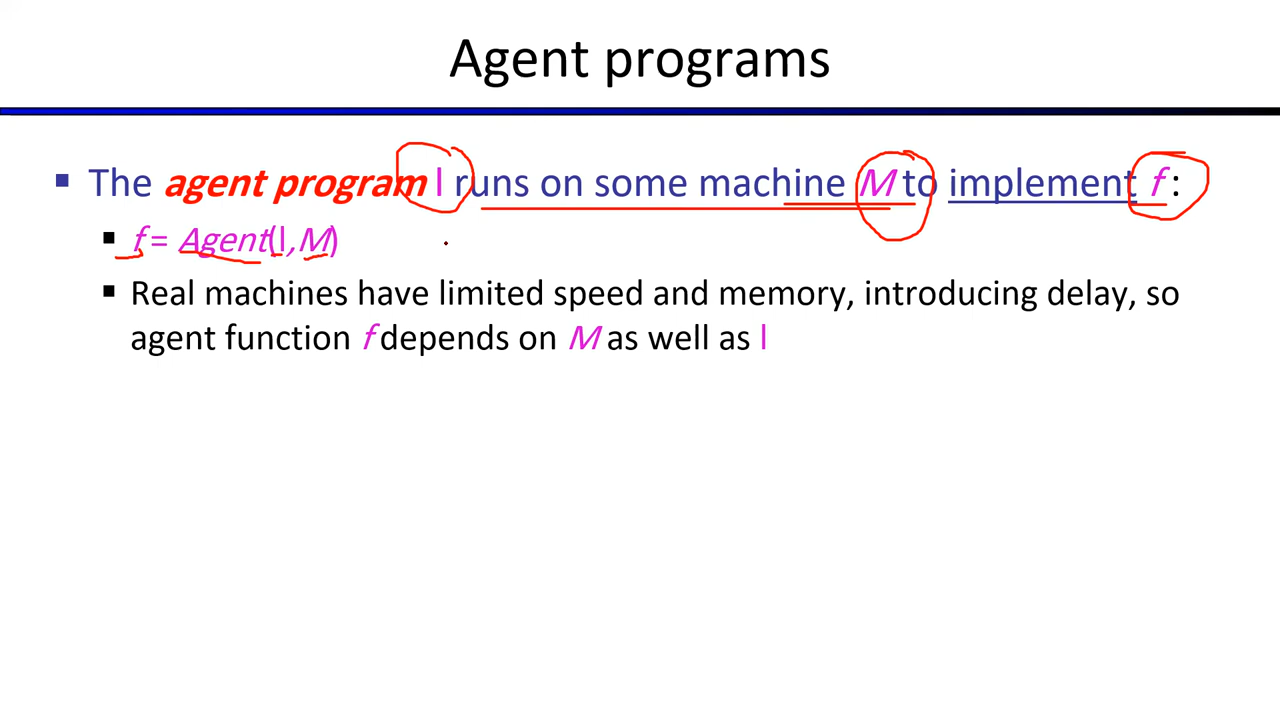 Agent programs
▪ The agent program l runs on some machine M to implement f :
▪ f = Agent(l,M)
▪ Real machines have limited speed and memory, introducing delay, so
agent function f depends on M as well as l